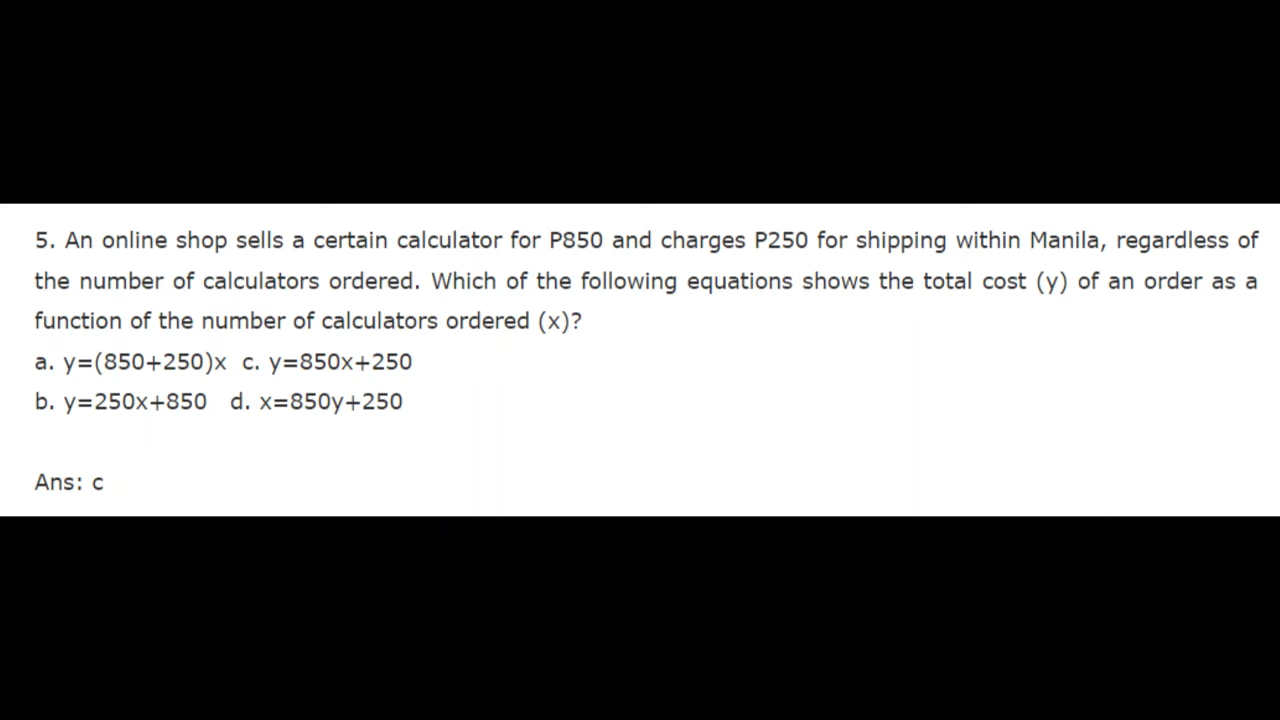 5. An online shop sells a certain calculator for P850 and charges P250 for shipping within Manila, regardless of
the number of calculators ordered. Which of the following equations shows the total cost (y) of an order as a
function of the number of calculators ordered (x)?
a. y=(850+250)x  c. y=850x+250
b. y=250x+850   d. x=850y+250
Ans: c